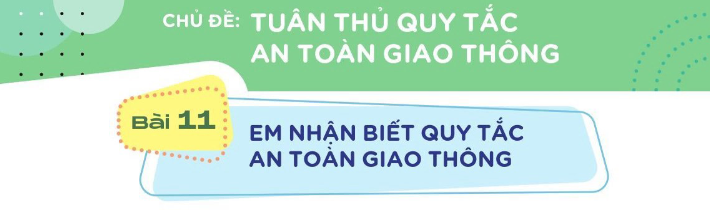 CHỦ ĐỀ: TUÂN THỦ QUY TẮC
AN TOÀN GIAO THÔNG
Bài 11
EM NHẬN BIẾT QUY TẮC
AN TOÀN GIAO THÔNG